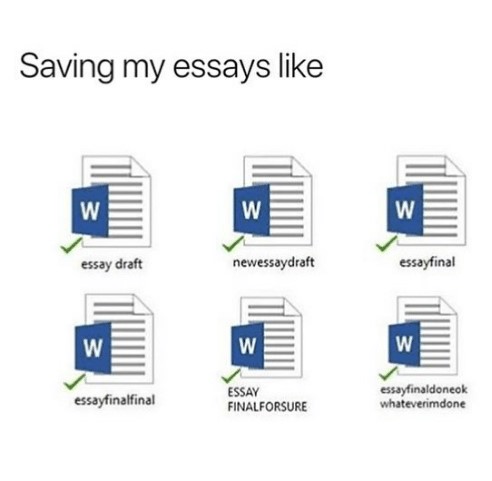 Saving my essays like
W W W
essay draft newessaydraft essayfinal
W W W
essayfinalfinal ESSAY essayfinaldoneok
FINALFORSURE whateverimdone